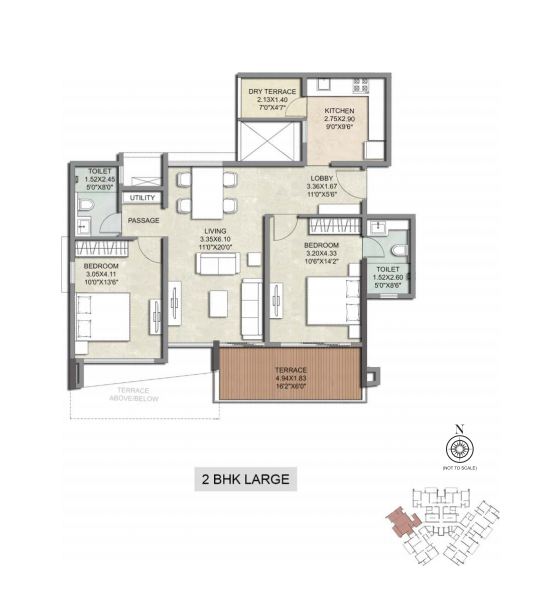 DRY TERRACE
2.13X1.40
7'0"X4'7"
KITCHEN
2.75X2.90
9'0"X9'6"
TOILET
1.52X2.45
5'0"X8'0"
LOBBY
3.36X1.67
11'0"X5'6"
UTILITY
PASSAGE
LIVING
3.35X6.10
11'0"X20'0"
BEDROOM
3.20X4.33
10'6"X14'2"
BEDROOM
3.05X4.11
10'0"X13'6"
TOILET
1.52X2.60
5'0"X8'6"
TERRACE
4.94X1.83
16'2"X6'0"
TERRACE
ABOVE/BELOW
N
(NOT TO SCALE)
2 BHK LARGE